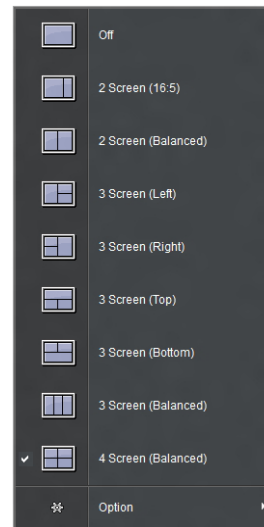 Off
2 Screen (16:5)
2 Screen (Balanced)
3 Screen (Left)
3 Screen (Right)
3 Screen (Top)
3 Screen (Bottom)
3 Screen (Balanced)
4 Screen (Balanced)
Option